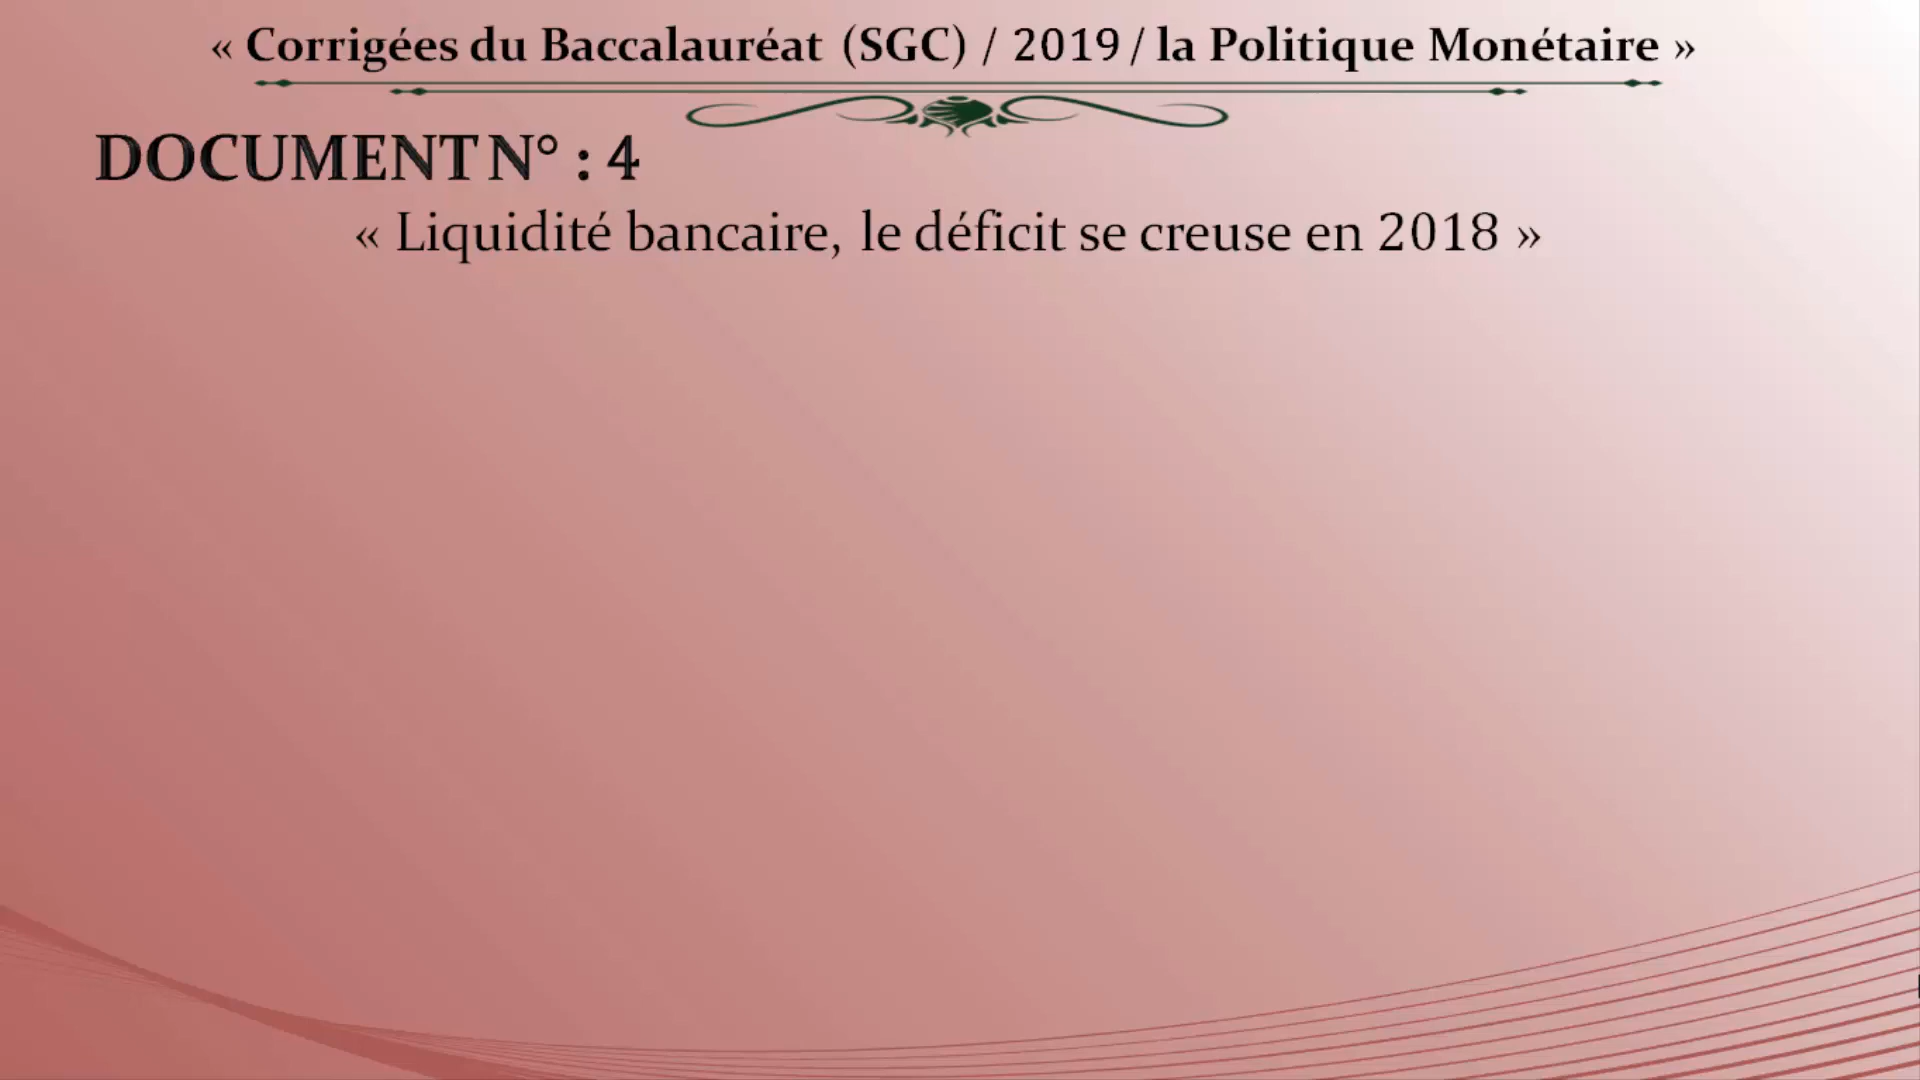 « Corrigées du Baccalauréat (SGC) / 2019 / la Politique Monétaire »
DOCUMENT N° : 4
« Liquidité bancaire, le déficit se creuse en 2018 »